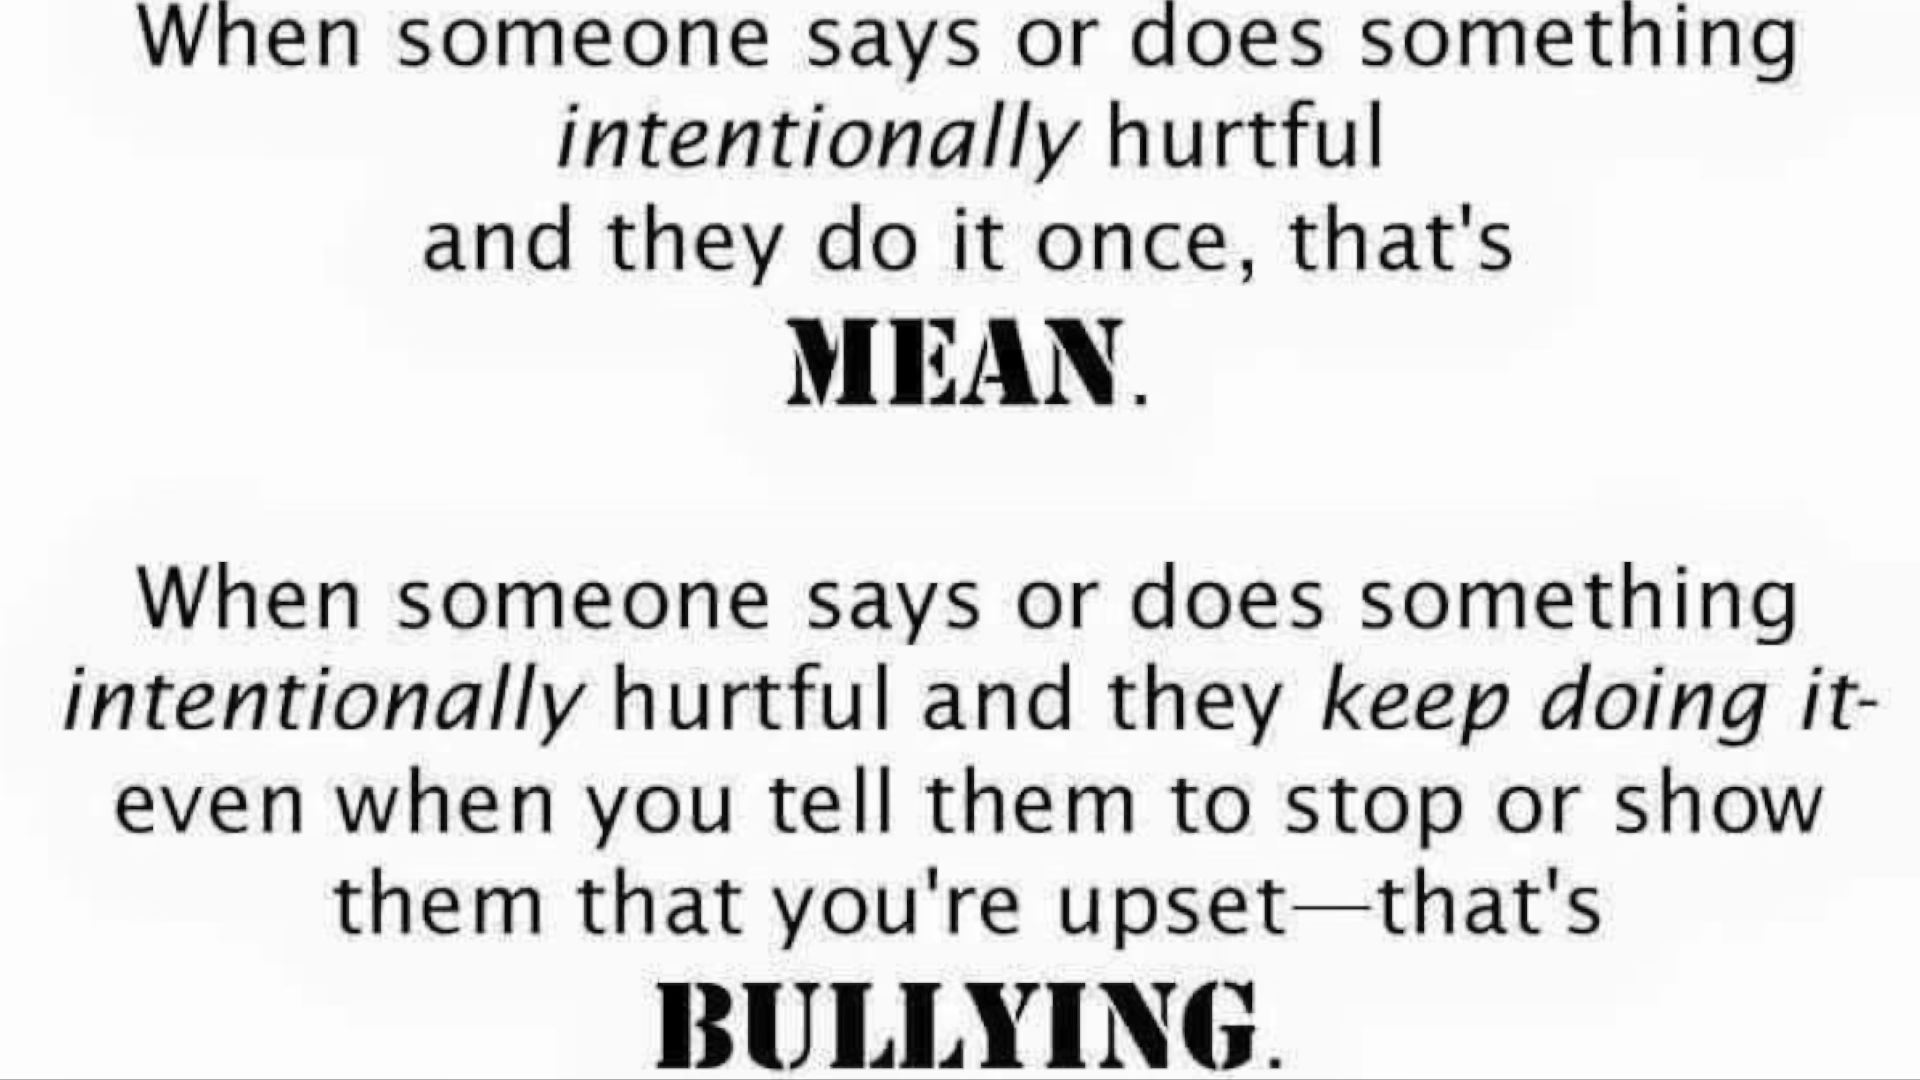 When someone says or does something
intentionally hurtful
and they do it once, that's
MEAN.
When someone says or does something
intentionally hurtful and they keep doing it-
even when you tell them to stop or show
them that you're upset—that's
BULLYING.